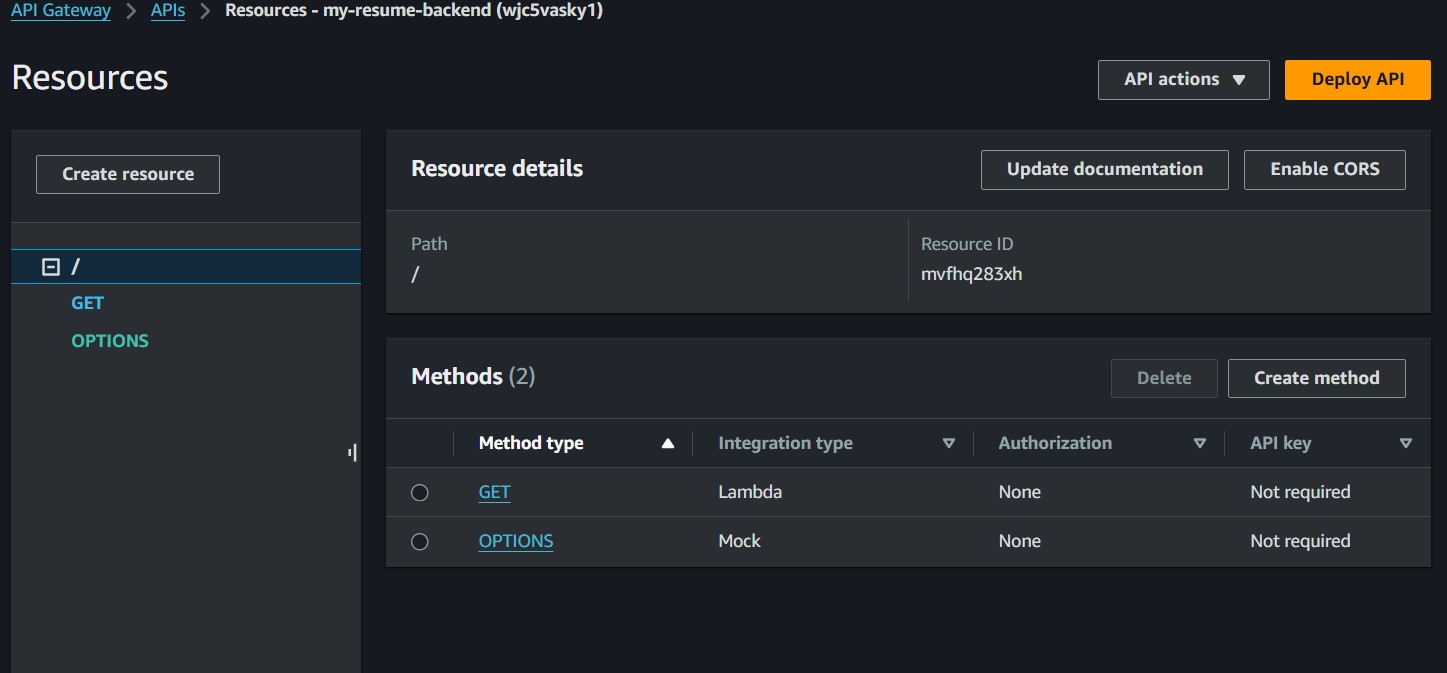 API Gateway > APIs > Resources - my-resume-backend (wjc5vasky1)
Resources
API actions ▼
Deploy API
Create resource
/
GET
OPTIONS
Resource details
Update documentation
Enable CORS
Path
/
Resource ID
mvfhq283xh
Methods (2)
Delete
Create method
Method type Integration type Authorization API key
GET Lambda None Not required
OPTIONS Mock None Not required